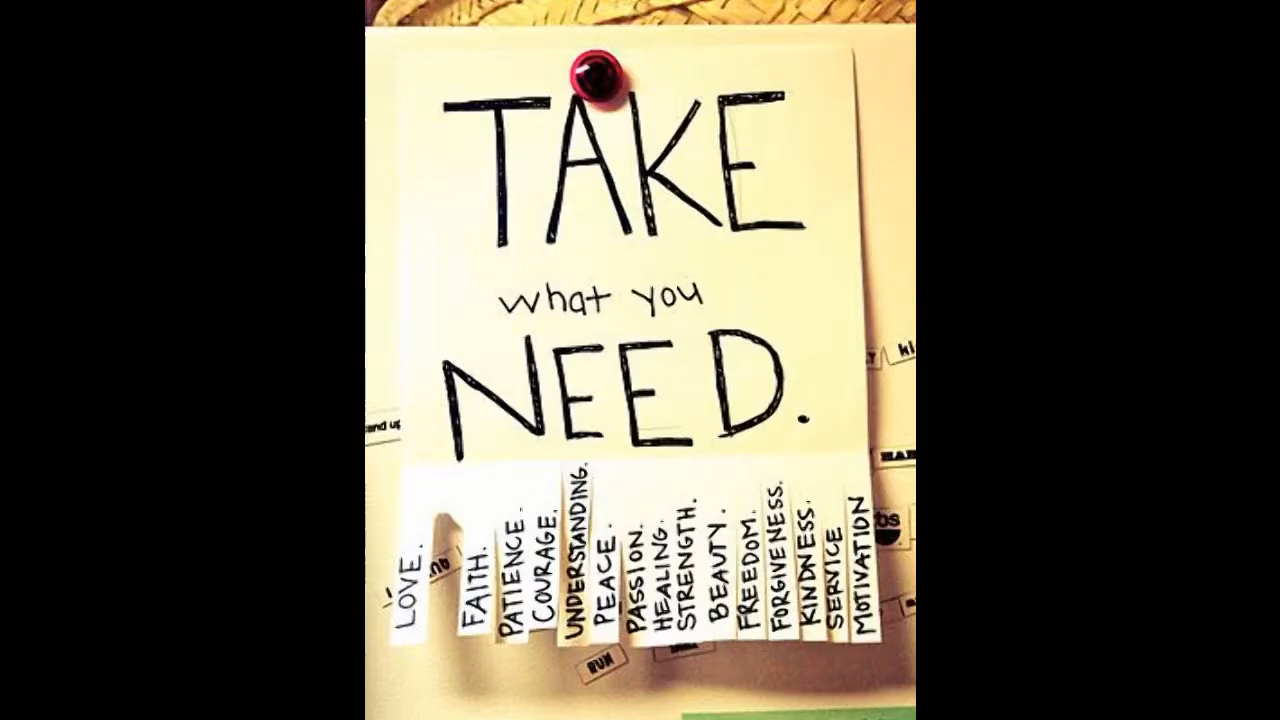 TAKE
what you
NEED.
LOVE.
FAITH.
PATIENCE.
COURAGE.
UNDERSTANDING.
PEACE.
PASSION.
HEALING.
STRENGTH.
BEAUTY.
FREEDOM.
FORGIVENESS.
KINDNESS.
SERVICE
MOTIVATION
RUN